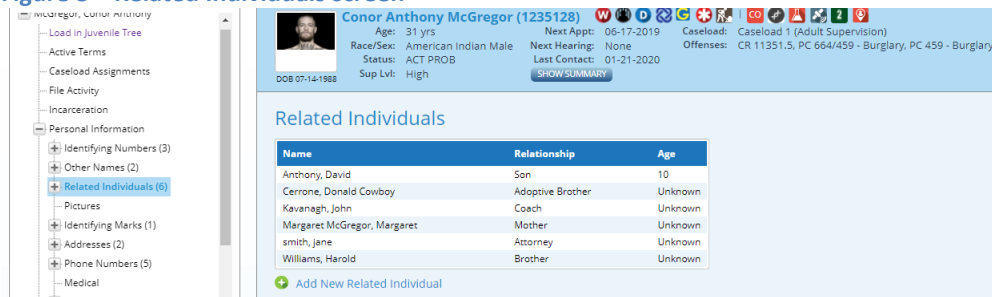 Figure 5 – Related Individuals Screen
McGregor, Conor Anthony
Load in Juvenile Tree
Active Terms
Caseload Assignments
File Activity
Incarceration
Personal Information
Identifying Numbers (3)
Other Names (2)
Related Individuals (6)
Pictures
Identifying Marks (1)
Addresses (2)
Phone Numbers (5)
Medical
DOB 07-14-1988
Conor Anthony McGregor (1235128) W D G CO 2
Age: 31 yrs Next Appt: 06-17-2019 Caseload: Caseload 1 (Adult Supervision)
Race/Sex: American Indian Male Next Hearing: None Offenses: CR 11351.5, PC 664/459 - Burglary, PC 459 - Burglary
Status: ACT PROB Last Contact: 01-21-2020
Sup Lvl: High SHOW SUMMARY
Related Individuals
Name Relationship Age
Anthony, David Son 10
Cerrone, Donald Cowboy Adoptive Brother Unknown
Kavanagh, John Coach Unknown
Margaret McGregor, Margaret Mother Unknown
smith, jane Attorney Unknown
Williams, Harold Brother Unknown
Add New Related Individual